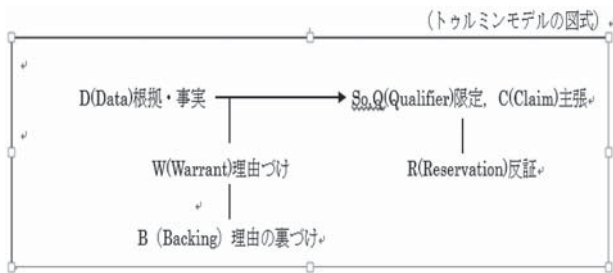 (トゥルミンモデルの図式)
D(Data)根拠・事実 So,Q(Qualifier)限定, C(Claim)主張
W(Warrant)理由づけ R(Reservation)反証
B（Backing）理由の裏づけ